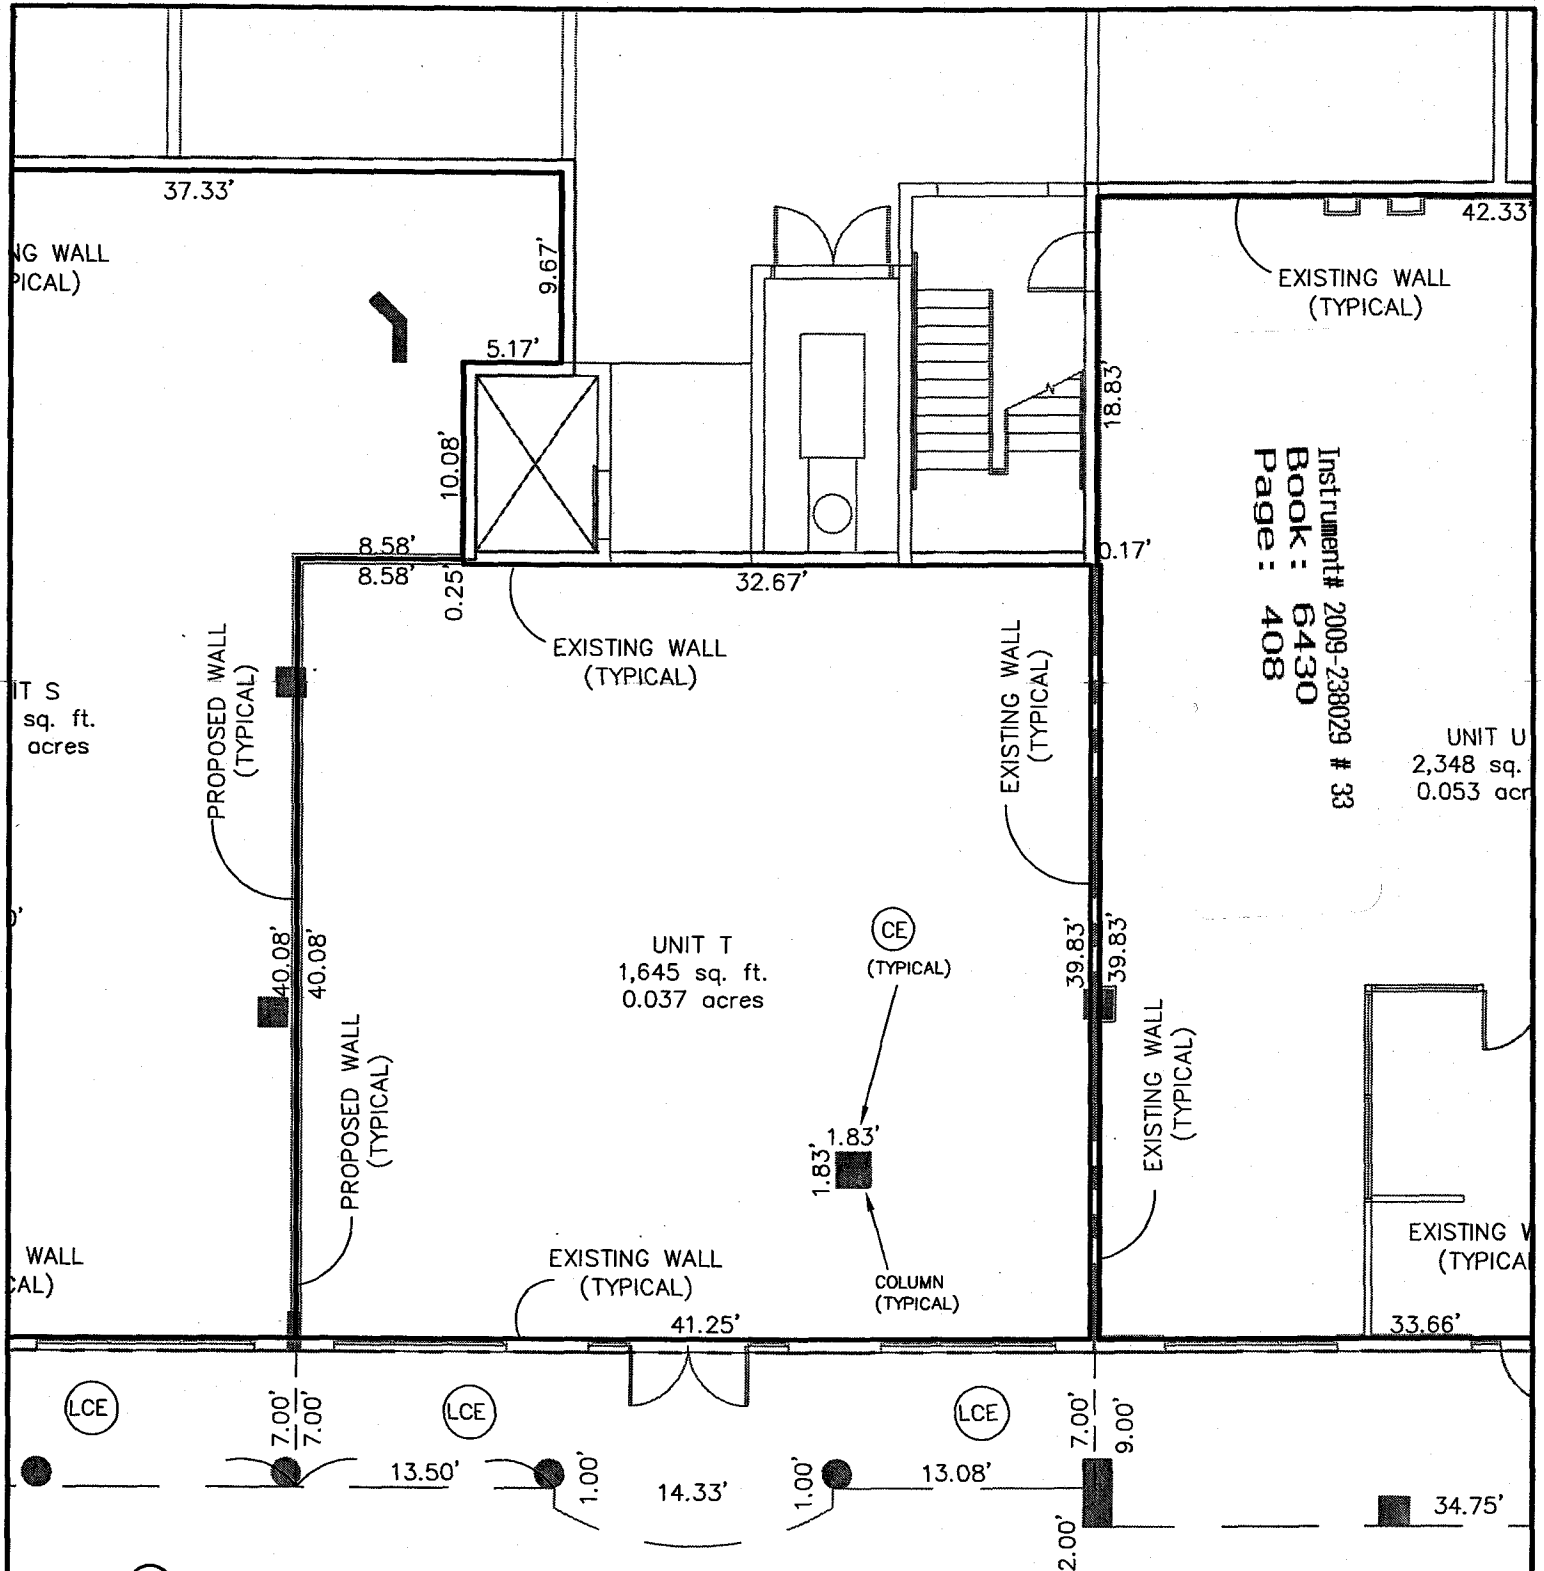 37.33'
42.33'
NG WALL
PICAL)
9.67'
EXISTING WALL
(TYPICAL)
5.17'
N
18.83'
10.08'
Instrument# 2009-238029 # 33
Book: 6430
Page: 408
8.58'
8.58'
0.25'
32.67'
0.17'
EXISTING WALL
(TYPICAL)
PROPOSED WALL
(TYPICAL)
EXISTING WALL
(TYPICAL)
IT S
sq. ft.
acres
UNIT U
2,348 sq.
0.053 acr
40.08'
40.08'
UNIT T
1,645 sq. ft.
0.037 acres
CE
(TYPICAL)
39.83'
39.83'
PROPOSED WALL
(TYPICAL)
EXISTING WALL
(TYPICAL)
1.83'
1.83'
WALL
CAL)
EXISTING WALL
(TYPICAL)
COLUMN
(TYPICAL)
EXISTING W
(TYPICAL
41.25'
33.66'
LCE
7.00'
7.00'
LCE
LCE
7.00'
9.00'
13.50'
1.00'
14.33'
1.00'
13.08'
2.00'
34.75'